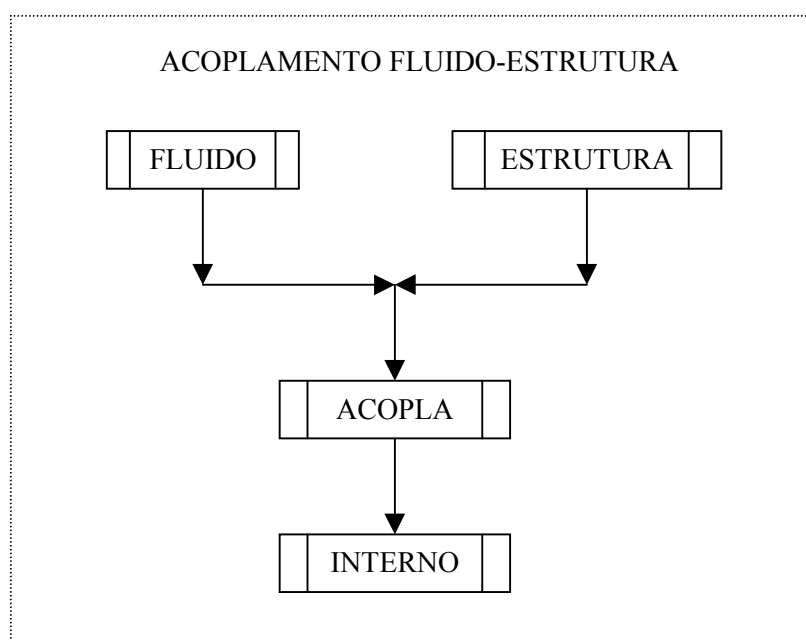 ACOPLAMENTO FLUIDO-ESTRUTURA
FLUIDO
ESTRUTURA
ACOPLA
INTERNO